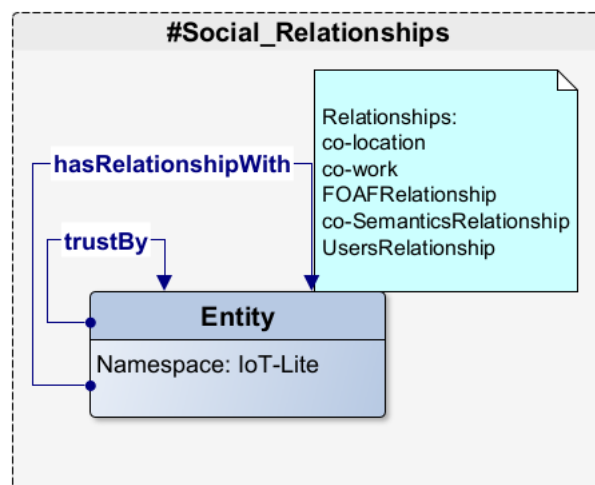 #Social_Relationships
Relationships:
co-location
co-work
FOAFRelationship
co-SemanticsRelationship
UsersRelationship
hasRelationshipWith
trustBy
Entity
Namespace: IoT-Lite